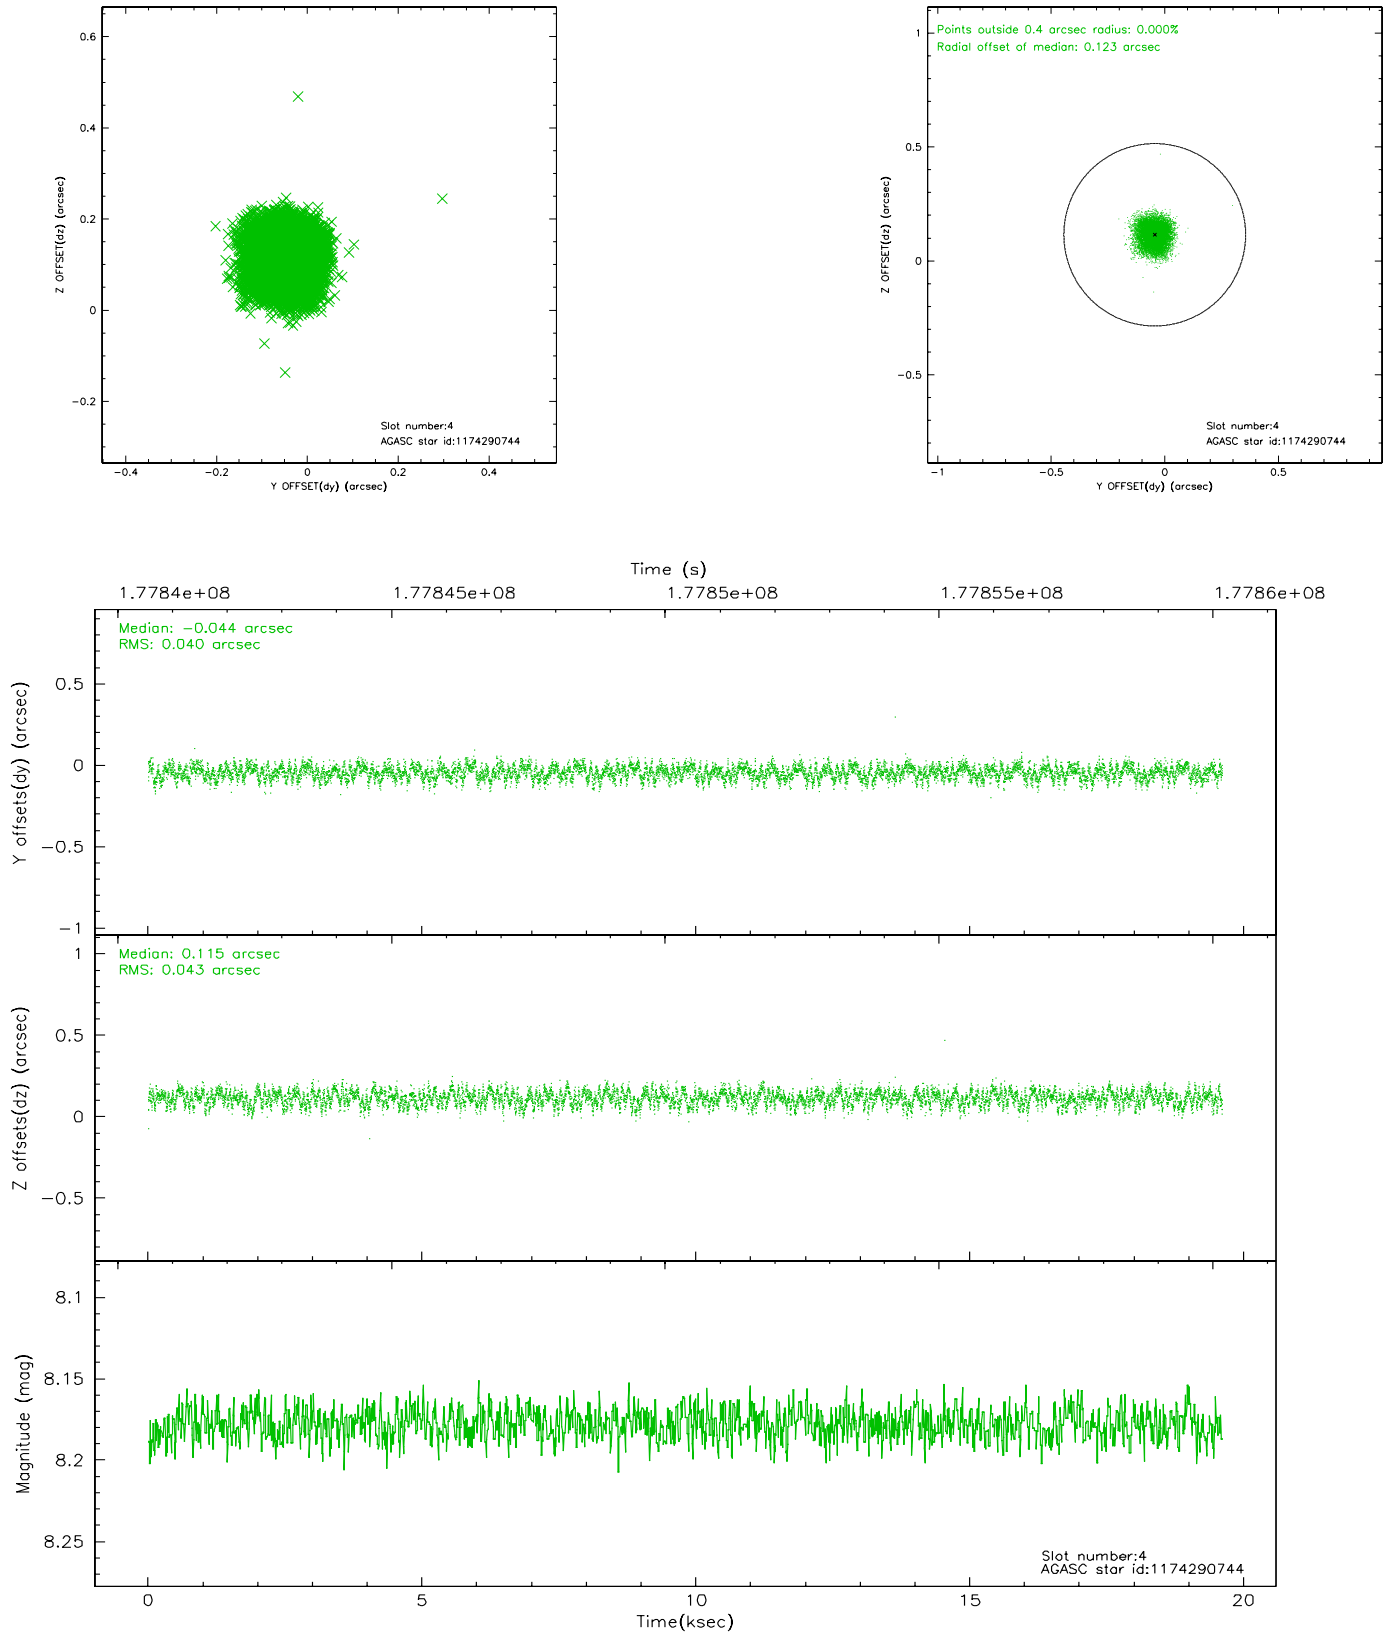 0.6
0.4
0.2
0
−0.2
Z OFFSET(dz) (arcsec)
Slot number:4
AGASC star id:1174290744
−0.4 −0.2 0 0.2 0.4
Y OFFSET(dy) (arcsec)
Points outside 0.4 arcsec radius: 0.000%
Radial offset of median: 0.123 arcsec
1
0.5
0
−0.5
Z OFFSET(dz) (arcsec)
Slot number:4
AGASC star id:1174290744
−1 −0.5 0 0.5
Y OFFSET(dy) (arcsec)
Time (s)
1.7784e+08 1.77845e+08 1.7785e+08 1.77855e+08 1.7786e+08
Median: −0.044 arcsec
RMS: 0.040 arcsec
0.5
0
−0.5
−1
Y offsets(dy) (arcsec)
Median: 0.115 arcsec
RMS: 0.043 arcsec
1
0.5
0
−0.5
Z offsets(dz) (arcsec)
8.1
8.15
8.2
8.25
Magnitude (mag)
Slot number:4
AGASC star id:1174290744
0 5 10 15 20
Time(ksec)